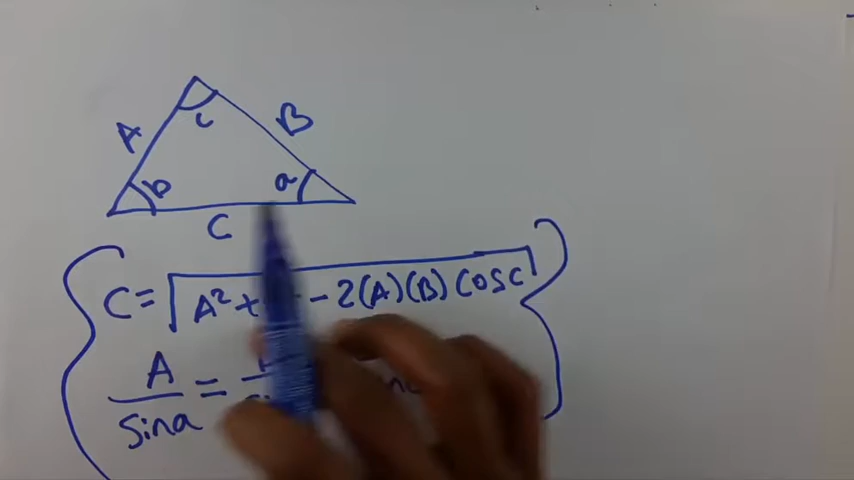 A
c
B
b
a
C
C = √A² + - 2(A)(B) cosc
A/sina =